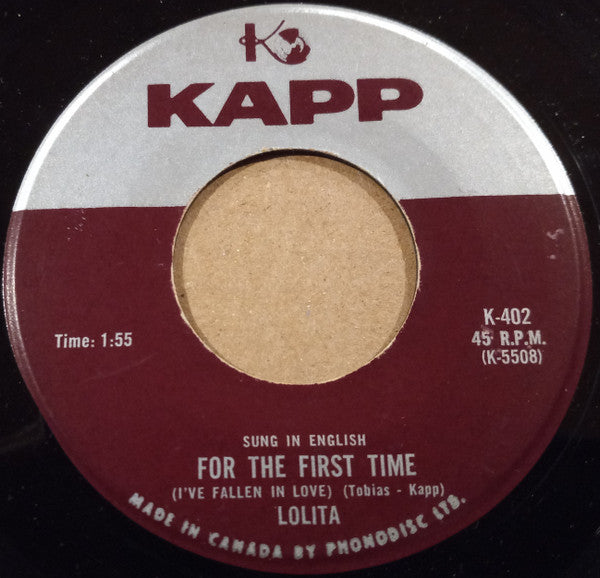 K
KAPP
Time: 1:55
K-402
45 R.P.M.
(K-5508)
SUNG IN ENGLISH
FOR THE FIRST TIME
(I'VE FALLEN IN LOVE) (Tobias - Kapp)
LOLITA
MADE IN CANADA BY PHONODISC LTD.